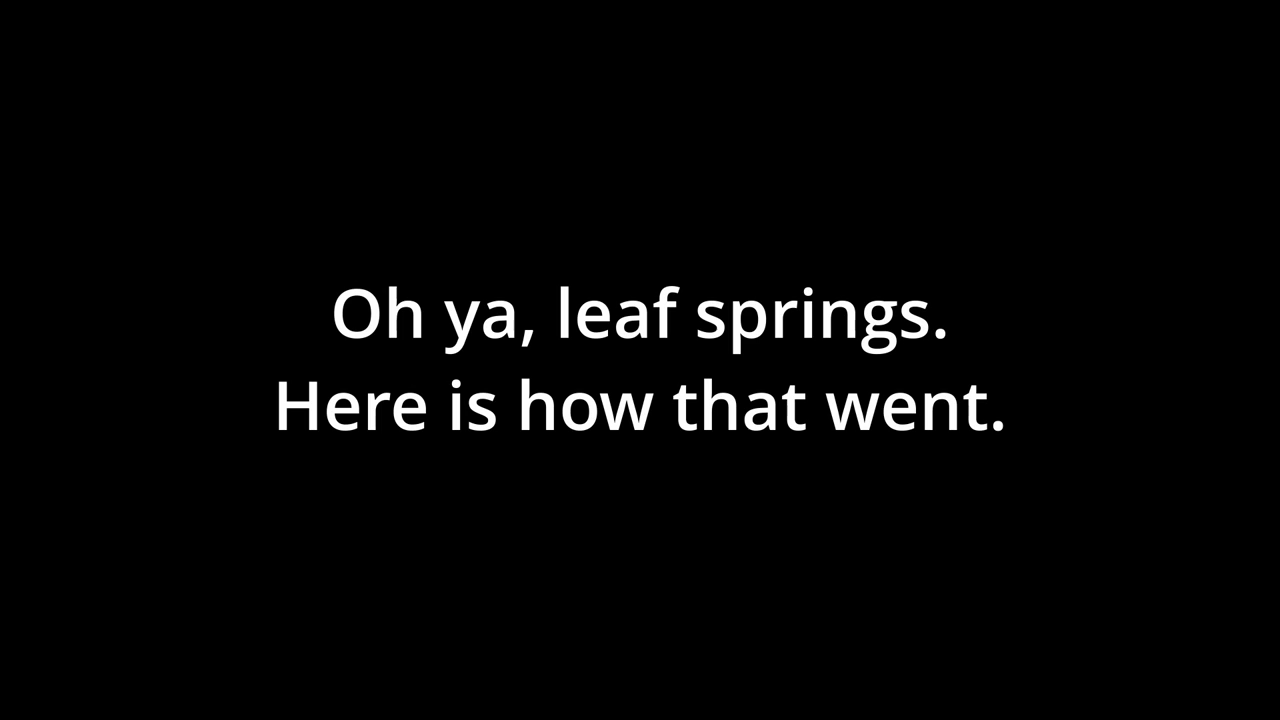 Oh ya, leaf springs.
Here is how that went.